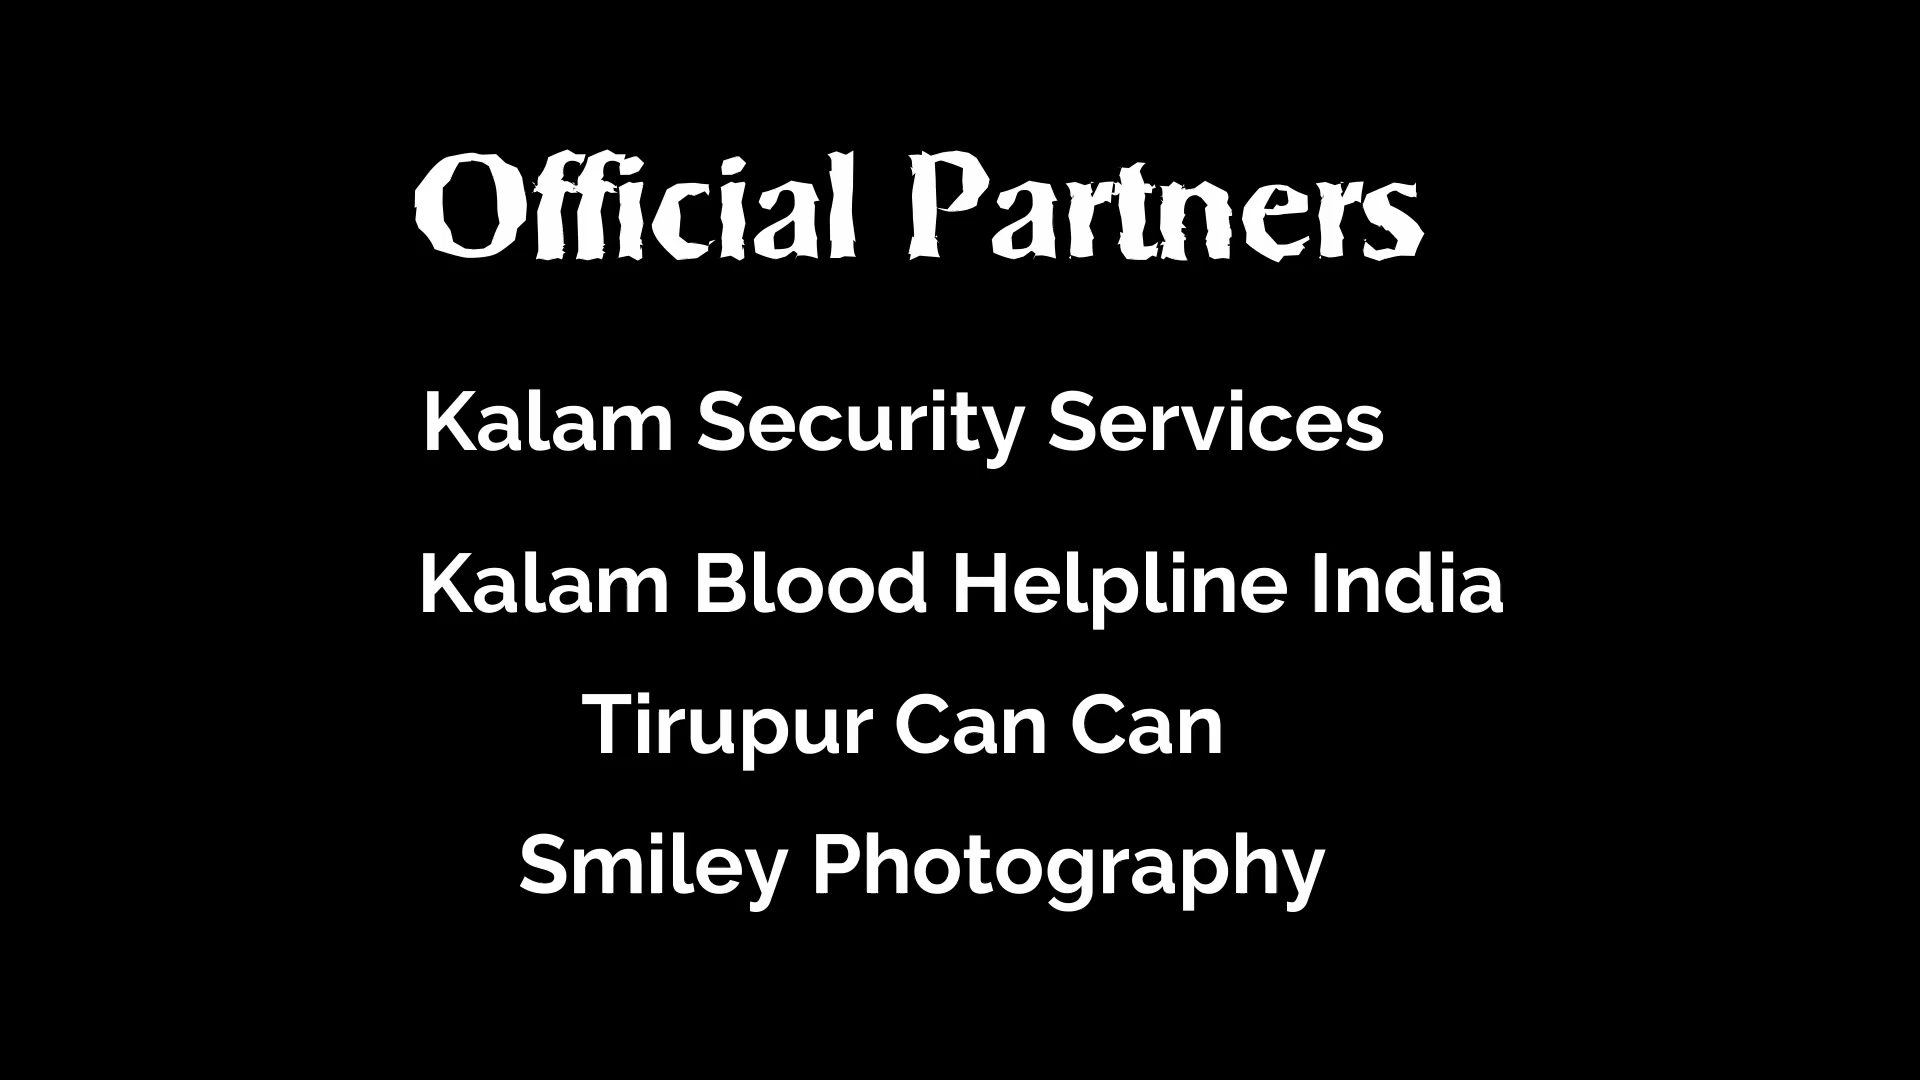 Official Partners
Kalam Security Services
Kalam Blood Helpline India
Tirupur Can Can
Smiley Photography